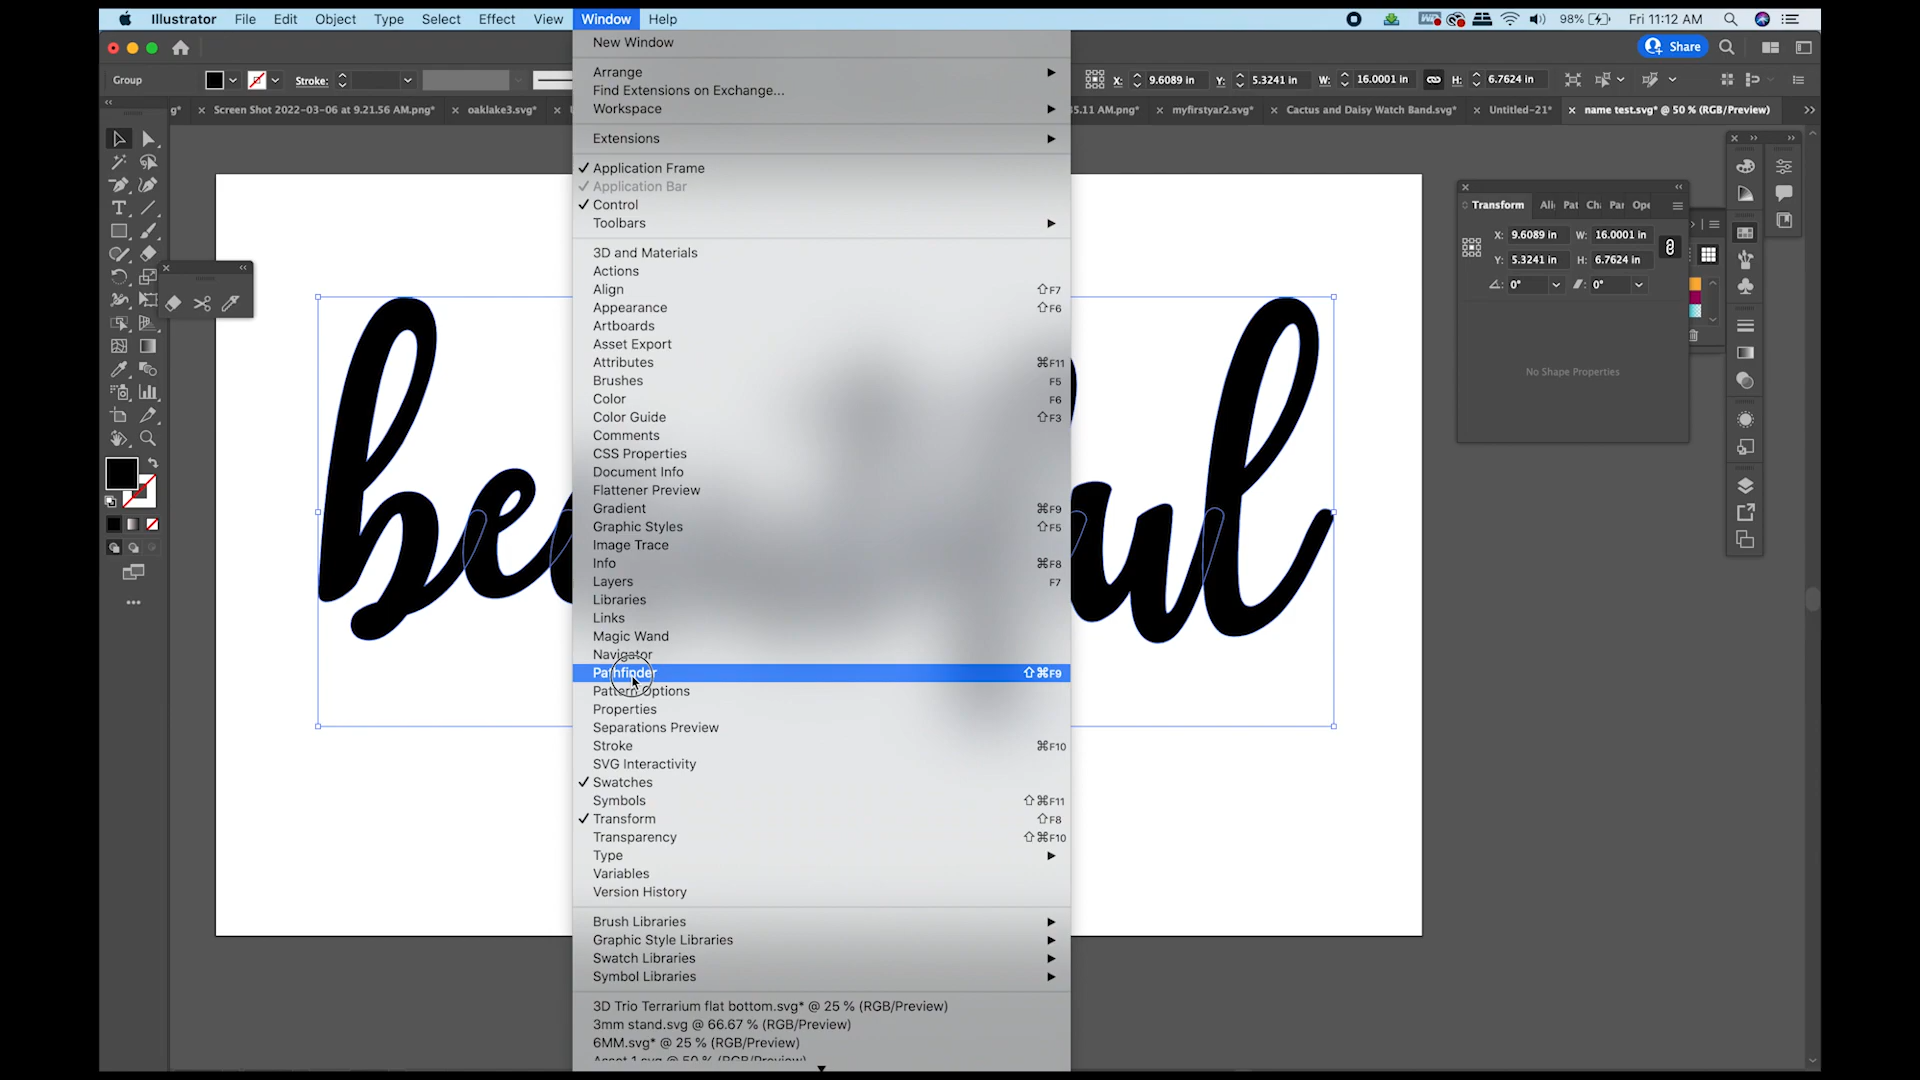 Illustrator File Edit Object Type Select Effect View Window Help 98% Fri 11:12 AM
Share
Group Stroke: X: 9.6089 in Y: 5.3241 in W: 16.0001 in H: 6.7624 in
g* × Screen Shot 2022-03-06 at 9.21.56 AM.png* × oaklake3.svg* × 35.11 AM.png* × myfirstyar2.svg* × Cactus and Daisy Watch Band.svg* × Untitled-21* × name test.svg* @ 50 % (RGB/Preview)
New Window
Arrange
Find Extensions on Exchange...
Workspace
Extensions
✓ Application Frame
✓ Application Bar
✓ Control
Toolbars
3D and Materials
Actions
Align ⇧F7
Appearance ⇧F6
Artboards
Asset Export
Attributes ⌘F11
Brushes F5
Color F6
Color Guide ⇧F3
Comments
CSS Properties
Document Info
Flattener Preview
Gradient ⌘F9
Graphic Styles ⇧F5
Image Trace
Info ⌘F8
Layers F7
Libraries
Links
Magic Wand
Navigator
Pathfinder ⇧⌘F9
Pattern Options
Properties
Separations Preview
Stroke ⌘F10
SVG Interactivity
✓ Swatches
Symbols ⇧⌘F11
✓ Transform ⇧F8
Transparency ⇧⌘F10
Type
Variables
Version History
Brush Libraries
Graphic Style Libraries
Swatch Libraries
Symbol Libraries
3D Trio Terrarium flat bottom.svg* @ 25 % (RGB/Preview)
3mm stand.svg @ 66.67 % (RGB/Preview)
6MM.svg* @ 25 % (RGB/Preview)
Asset 1.svg @ 50 % (RGB/Preview)
Transform Ali Pat Ch Par Ope
X: 9.6089 in W: 16.0001 in
Y: 5.3241 in H: 6.7624 in
0° 0°
No Shape Properties
be ul